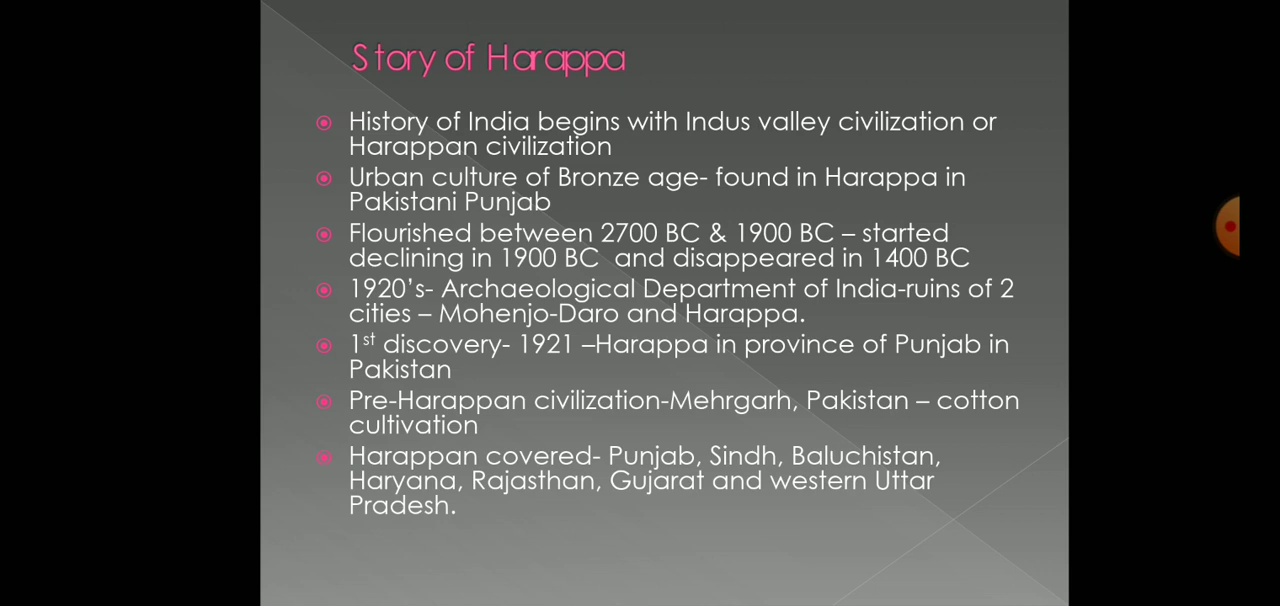 Story of Harappa
History of India begins with Indus valley civilization or
Harappan civilization
Urban culture of Bronze age- found in Harappa in
Pakistani Punjab
Flourished between 2700 BC & 1900 BC – started
declining in 1900 BC  and disappeared in 1400 BC
1920's- Archaeological Department of India-ruins of 2
cities – Mohenjo-Daro and Harappa.
1st discovery- 1921 –Harappa in province of Punjab in
Pakistan
Pre-Harappan civilization-Mehrgarh, Pakistan – cotton
cultivation
Harappan covered- Punjab, Sindh, Baluchistan,
Haryana, Rajasthan, Gujarat and western Uttar
Pradesh.